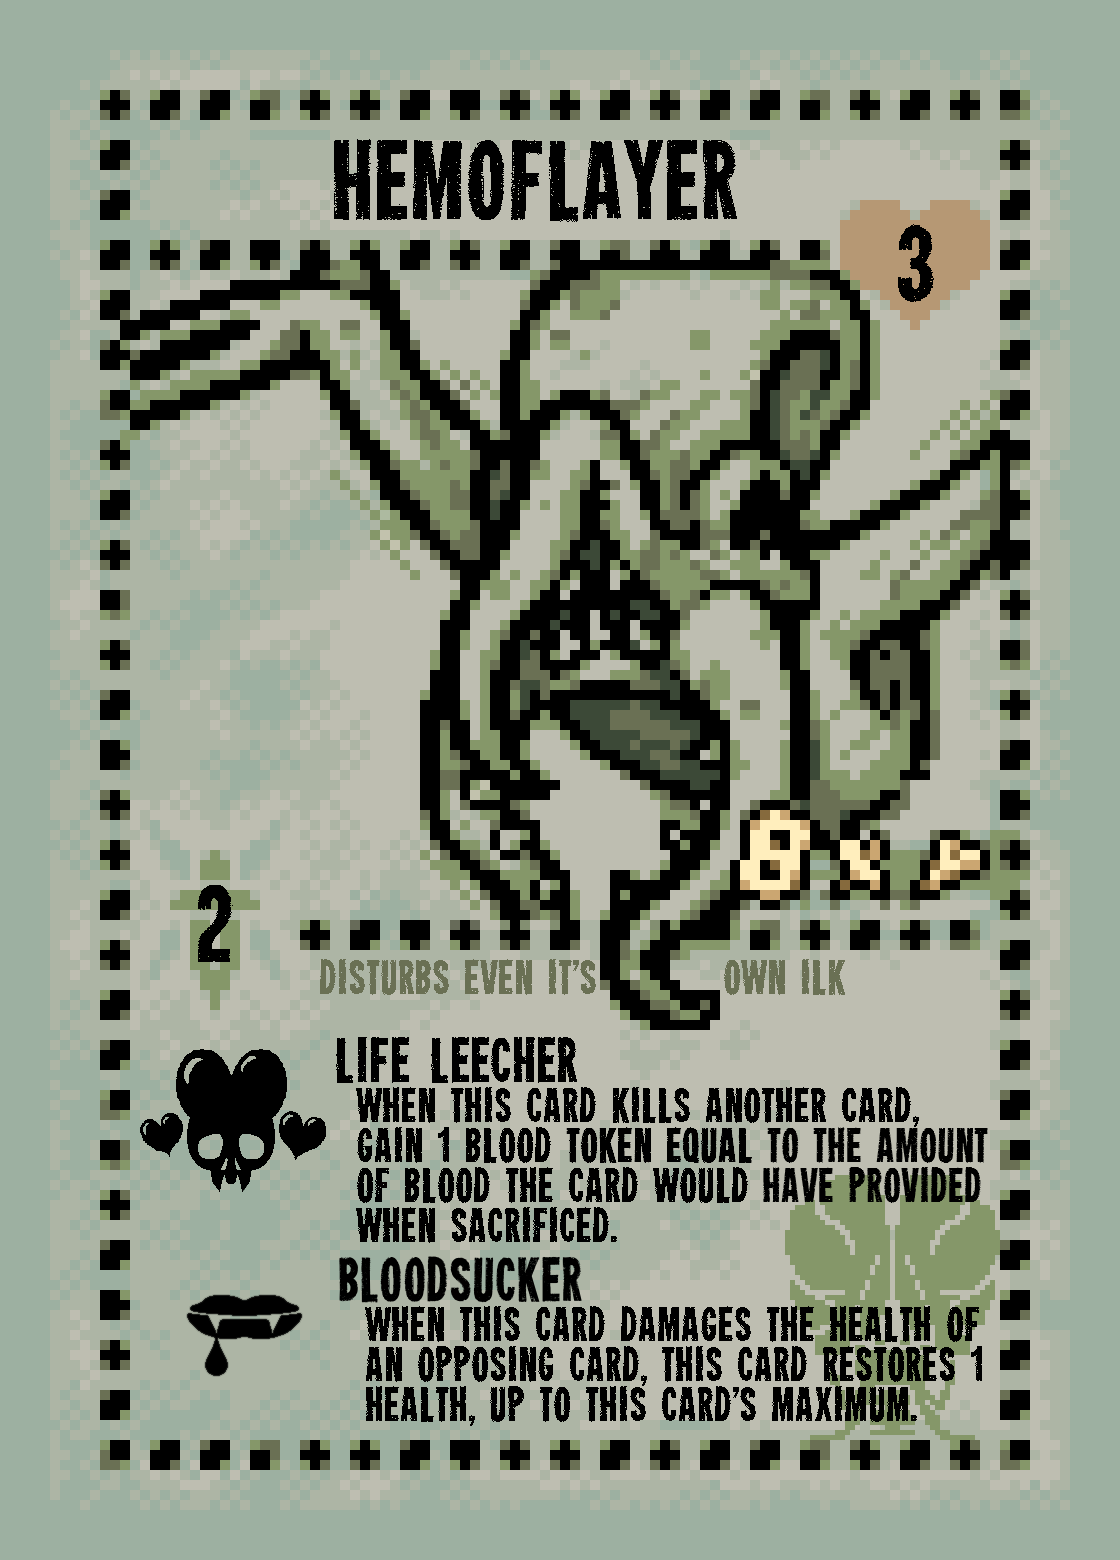 HEMOFLAYER
3
8 X
2
DISTURBS EVEN IT'S OWN ILK
LIFE LEECHER
WHEN THIS CARD KILLS ANOTHER CARD,
GAIN 1 BLOOD TOKEN EQUAL TO THE AMOUNT
OF BLOOD THE CARD WOULD HAVE PROVIDED
WHEN SACRIFICED.
BLOODSUCKER
WHEN THIS CARD DAMAGES THE HEALTH OF
AN OPPOSING CARD, THIS CARD RESTORES 1
HEALTH, UP TO THIS CARD'S MAXIMUM.